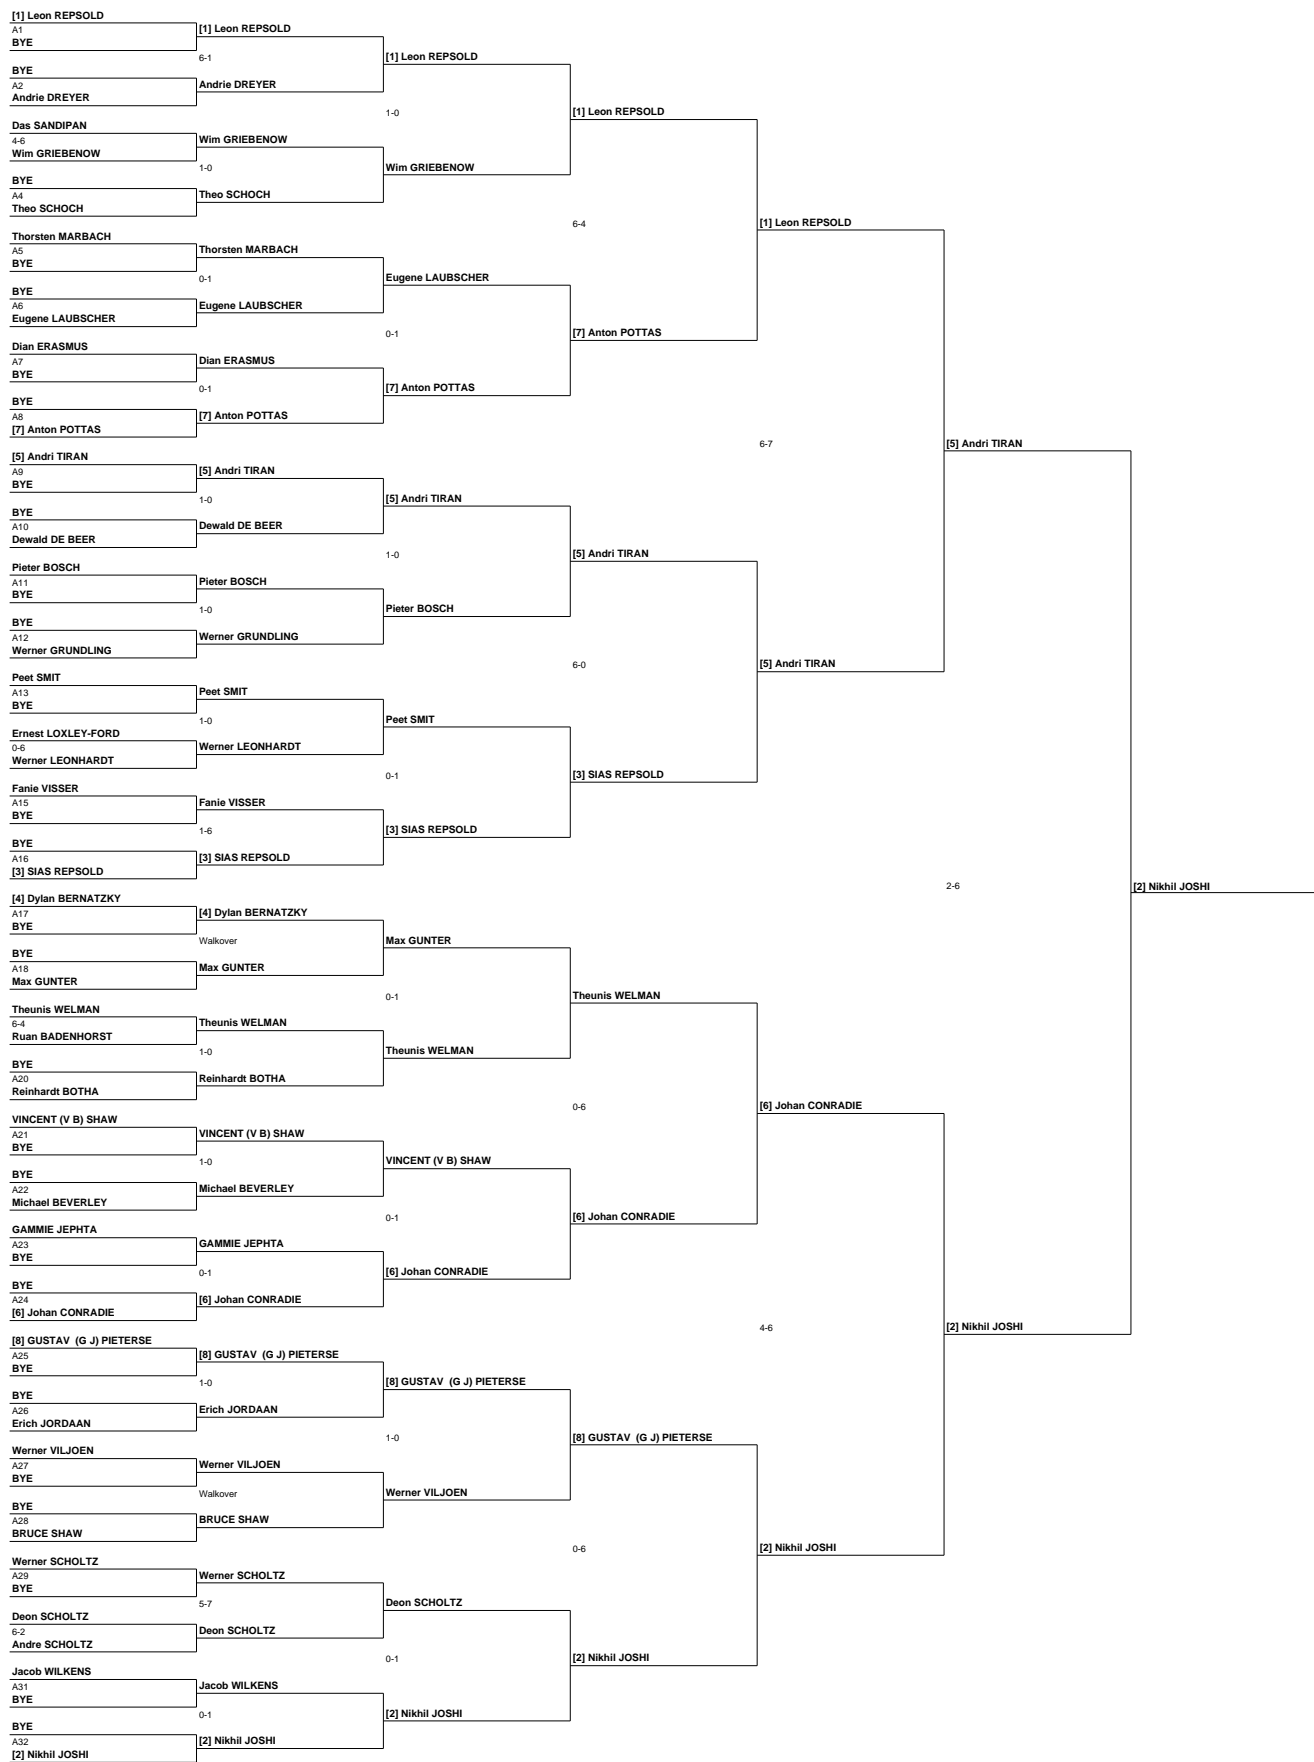 [1] Leon REPSOLD
A1
[1] Leon REPSOLD
BYE
6-1
[1] Leon REPSOLD
BYE
A2
Andrie DREYER
Andrie DREYER
1-0
[1] Leon REPSOLD
Das SANDIPAN
4-6
Wim GRIEBENOW
Wim GRIEBENOW
1-0
Wim GRIEBENOW
BYE
A4
Theo SCHOCH
Theo SCHOCH
6-4
[1] Leon REPSOLD
Thorsten MARBACH
A5
Thorsten MARBACH
BYE
0-1
Eugene LAUBSCHER
BYE
A6
Eugene LAUBSCHER
Eugene LAUBSCHER
0-1
[7] Anton POTTAS
Dian ERASMUS
A7
Dian ERASMUS
BYE
0-1
[7] Anton POTTAS
BYE
A8
[7] Anton POTTAS
[7] Anton POTTAS
6-7
[5] Andri TIRAN
[5] Andri TIRAN
A9
[5] Andri TIRAN
BYE
1-0
[5] Andri TIRAN
BYE
A10
Dewald DE BEER
Dewald DE BEER
1-0
[5] Andri TIRAN
Pieter BOSCH
A11
Pieter BOSCH
BYE
1-0
Pieter BOSCH
BYE
A12
Werner GRUNDLING
Werner GRUNDLING
6-0
[5] Andri TIRAN
Peet SMIT
A13
Peet SMIT
BYE
1-0
Peet SMIT
Ernest LOXLEY-FORD
0-6
Werner LEONHARDT
Werner LEONHARDT
0-1
[3] SIAS REPSOLD
Fanie VISSER
A15
Fanie VISSER
BYE
1-6
[3] SIAS REPSOLD
BYE
A16
[3] SIAS REPSOLD
[3] SIAS REPSOLD
2-6
[2] Nikhil JOSHI
[4] Dylan BERNATZKY
A17
[4] Dylan BERNATZKY
BYE
Walkover
Max GUNTER
BYE
A18
Max GUNTER
Max GUNTER
0-1
Theunis WELMAN
Theunis WELMAN
6-4
Theunis WELMAN
Ruan BADENHORST
1-0
Theunis WELMAN
BYE
A20
Reinhardt BOTHA
Reinhardt BOTHA
0-6
[6] Johan CONRADIE
VINCENT (V B) SHAW
A21
VINCENT (V B) SHAW
BYE
1-0
VINCENT (V B) SHAW
BYE
A22
Michael BEVERLEY
Michael BEVERLEY
0-1
[6] Johan CONRADIE
GAMMIE JEPHTA
A23
GAMMIE JEPHTA
BYE
0-1
[6] Johan CONRADIE
BYE
A24
[6] Johan CONRADIE
[6] Johan CONRADIE
4-6
[2] Nikhil JOSHI
[8] GUSTAV (G J) PIETERSE
A25
[8] GUSTAV (G J) PIETERSE
BYE
1-0
[8] GUSTAV (G J) PIETERSE
BYE
A26
Erich JORDAAN
Erich JORDAAN
1-0
[8] GUSTAV (G J) PIETERSE
Werner VILJOEN
A27
Werner VILJOEN
BYE
Walkover
Werner VILJOEN
BYE
A28
BRUCE SHAW
BRUCE SHAW
0-6
[2] Nikhil JOSHI
Werner SCHOLTZ
A29
Werner SCHOLTZ
BYE
5-7
Deon SCHOLTZ
Deon SCHOLTZ
6-2
Deon SCHOLTZ
Andre SCHOLTZ
0-1
[2] Nikhil JOSHI
Jacob WILKENS
A31
Jacob WILKENS
BYE
0-1
[2] Nikhil JOSHI
BYE
A32
[2] Nikhil JOSHI
[2] Nikhil JOSHI